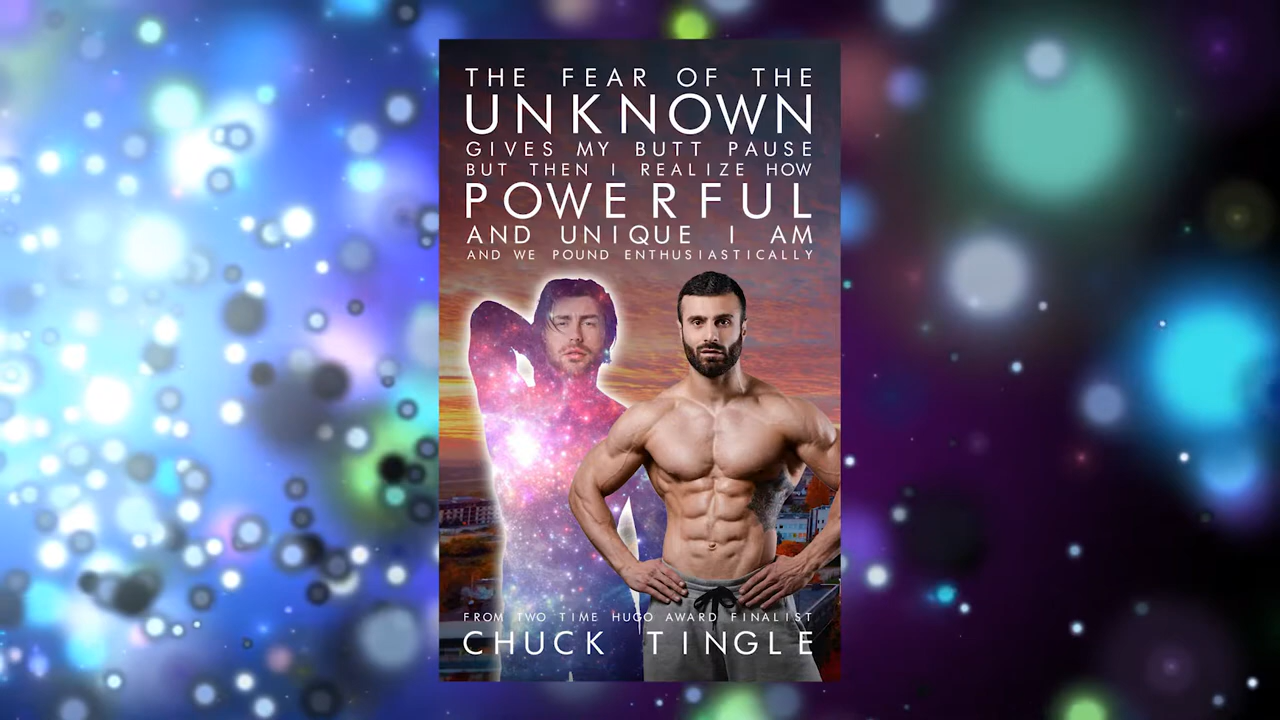 THE FEAR OF THE
UNKNOWN
GIVES MY BUTT PAUSE
BUT THEN I REALIZE HOW
POWERFUL
AND UNIQUE I AM
AND WE POUND ENTHUSIASTICALLY
FROM TWO TIME HUGO AWARD FINALIST
CHUCK TINGLE